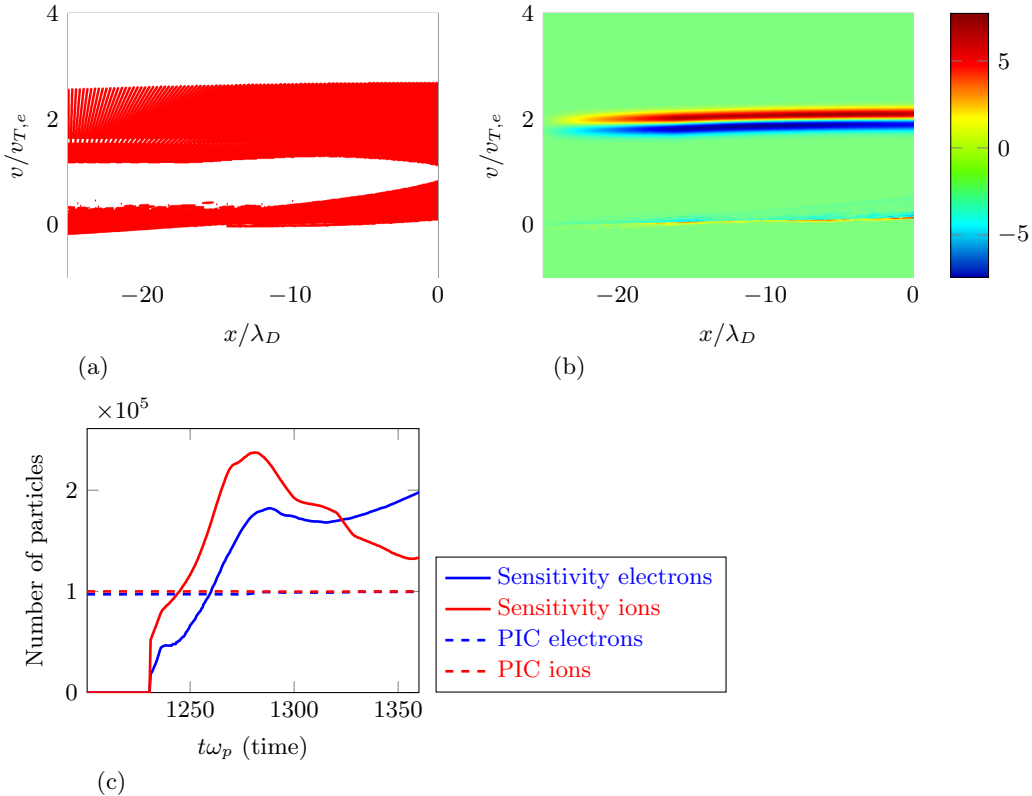 4
2
0
v/v_{T,e}
−20
−10
0
x/λ_D
(a)
4
2
0
v/v_{T,e}
−20
−10
0
x/λ_D
5
0
−5
(b)
×10^5
2
1
0
Number of particles
1250
1300
1350
tω_p (time)
Sensitivity electrons
Sensitivity ions
PIC electrons
PIC ions
(c)